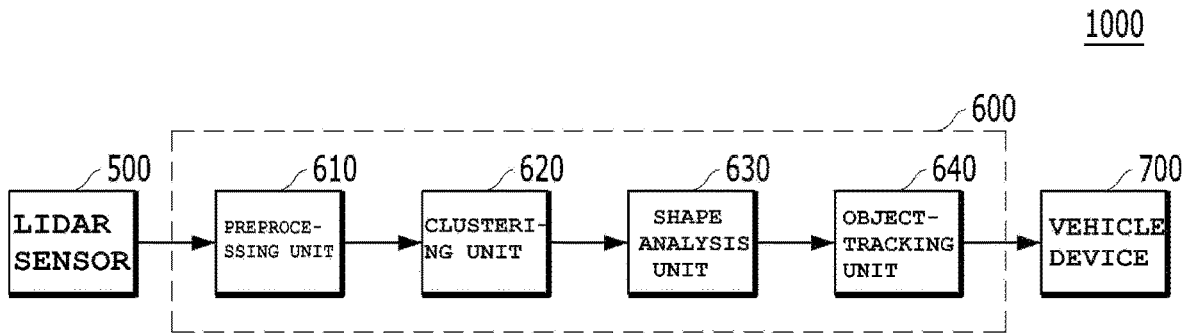 1000
600
500
610
620
630
640
700
LIDAR
SENSOR
PREPROCE-
SSING UNIT
CLUSTERI-
NG UNIT
SHAPE
ANALYSIS
UNIT
OBJECT-
TRACKING
UNIT
VEHICLE
DEVICE